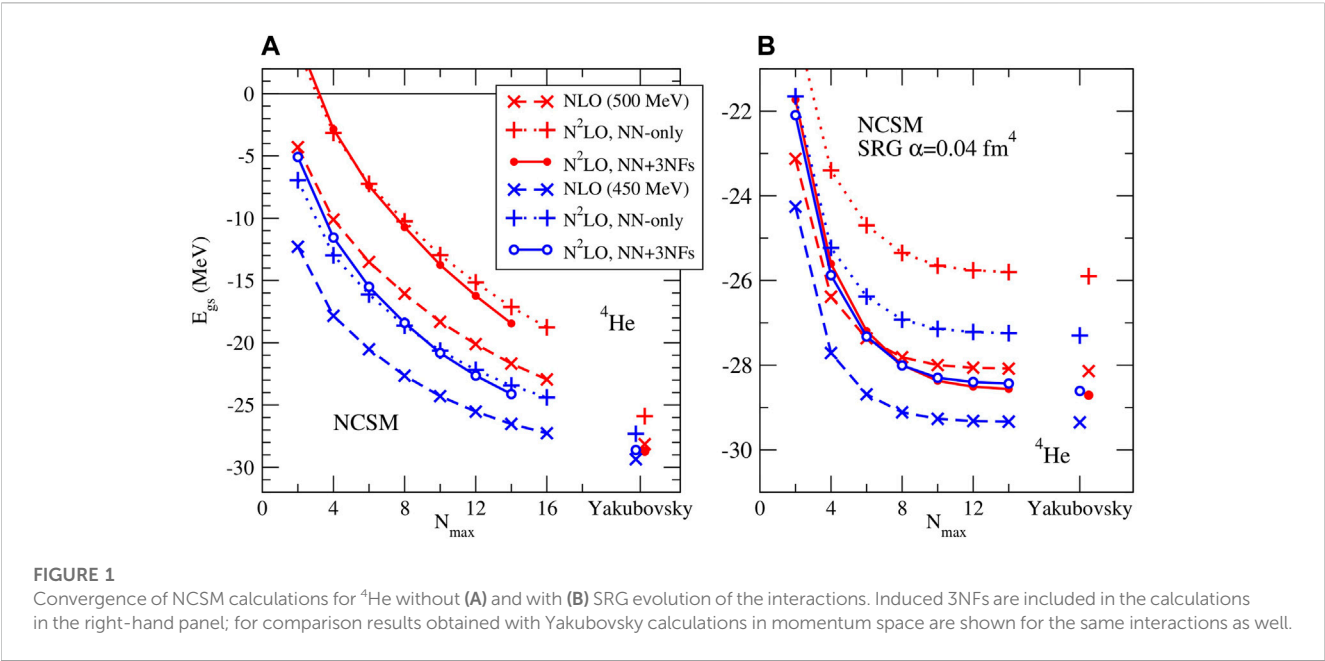 A
B
0
-5
-10
-15
-20
-25
-30
E_gs (MeV)
NLO (500 MeV)
N²LO, NN-only
N²LO, NN+3NFs
NLO (450 MeV)
N²LO, NN-only
N²LO, NN+3NFs
⁴He
NCSM
0 4 8 12 16 Yakubovsky
N_max
-22
-24
-26
-28
-30
NCSM
SRG α=0.04 fm⁴
⁴He
0 4 8 12 Yakubovsky
N_max
FIGURE 1
Convergence of NCSM calculations for ⁴He without (A) and with (B) SRG evolution of the interactions. Induced 3NFs are included in the calculations
in the right-hand panel; for comparison results obtained with Yakubovsky calculations in momentum space are shown for the same interactions as well.